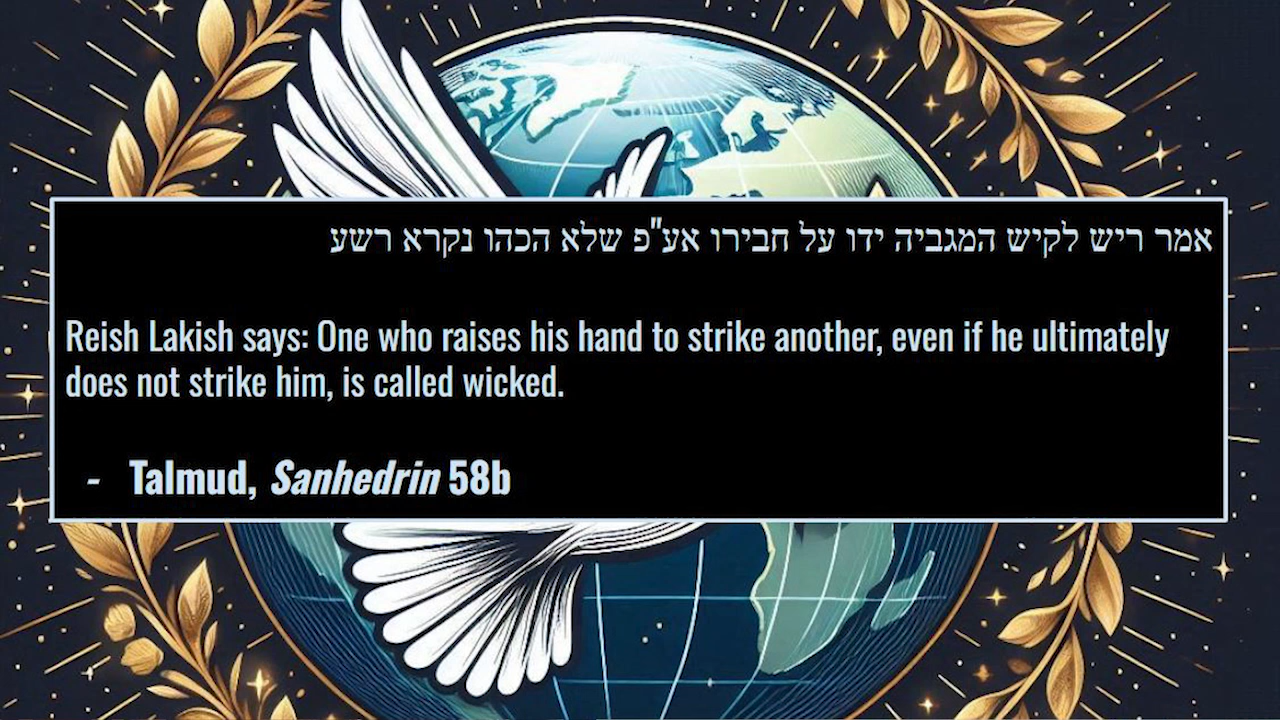 אמר ריש לקיש המגביה ידו על חבירו אע"פ שלא הכהו נקרא רשע
Reish Lakish says: One who raises his hand to strike another, even if he ultimately
does not strike him, is called wicked.
- Talmud, Sanhedrin 58b